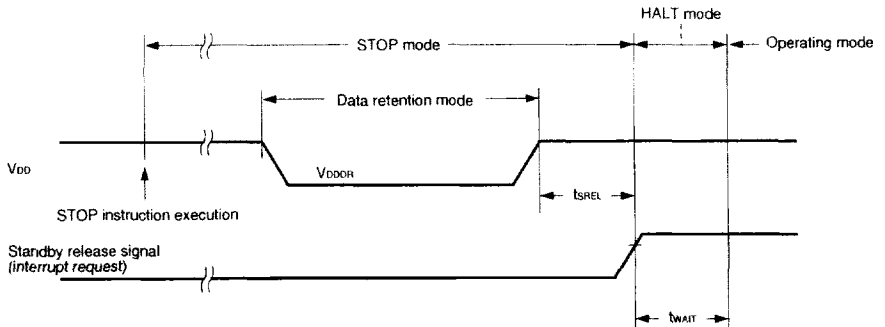 HALT mode
STOP mode
Operating mode
Data retention mode
VDD
VDDDR
tSREL
STOP instruction execution
Standby release signal
(interrupt request)
tWAIT